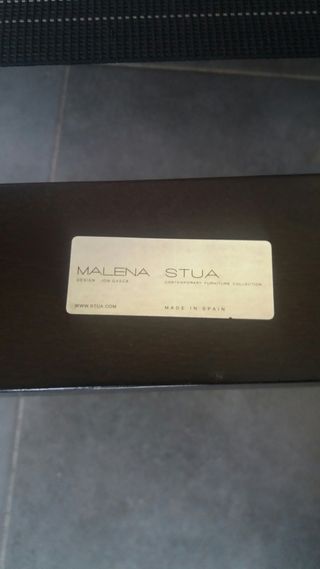 MALENA STUA
DESIGN JON GASCA CONTEMPORARY FURNITURE COLLECTION
WWW.STUA.COM MADE IN SPAIN